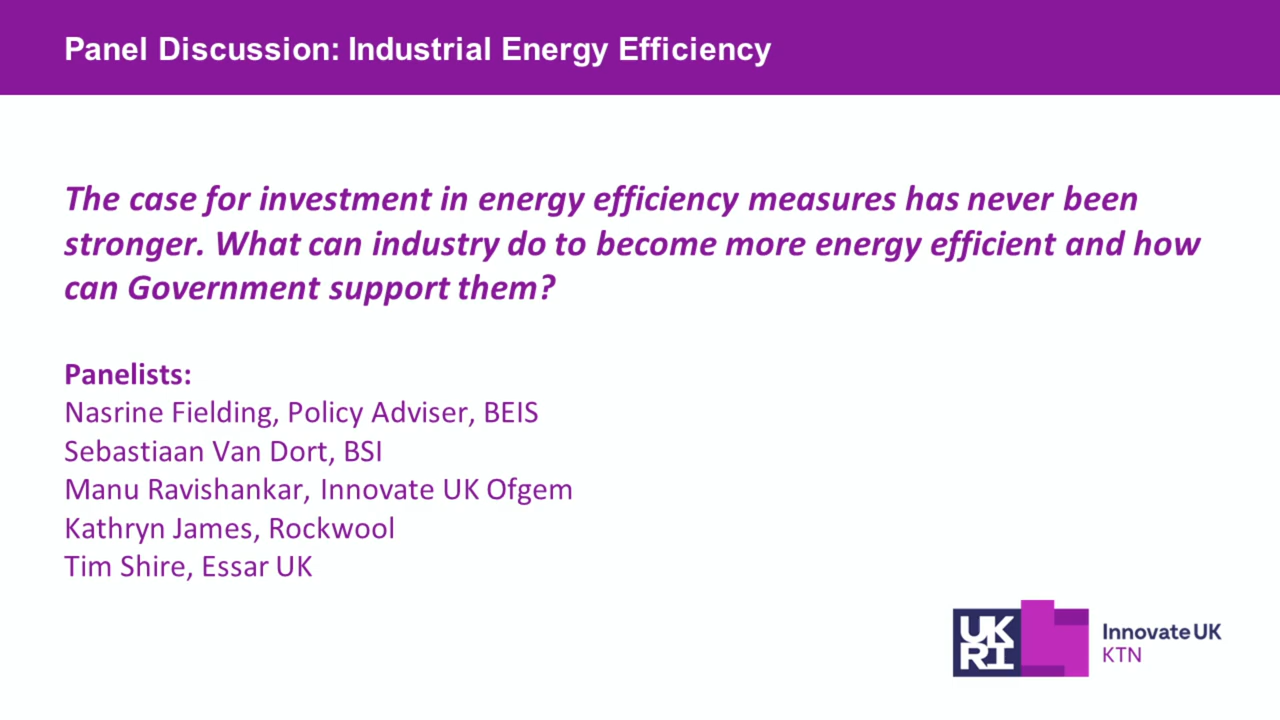 Panel Discussion: Industrial Energy Efficiency
The case for investment in energy efficiency measures has never been
stronger. What can industry do to become more energy efficient and how
can Government support them?
Panelists:
Nasrine Fielding, Policy Adviser, BEIS
Sebastiaan Van Dort, BSI
Manu Ravishankar, Innovate UK Ofgem
Kathryn James, Rockwool
Tim Shire, Essar UK
UK
RI
Innovate UK
KTN